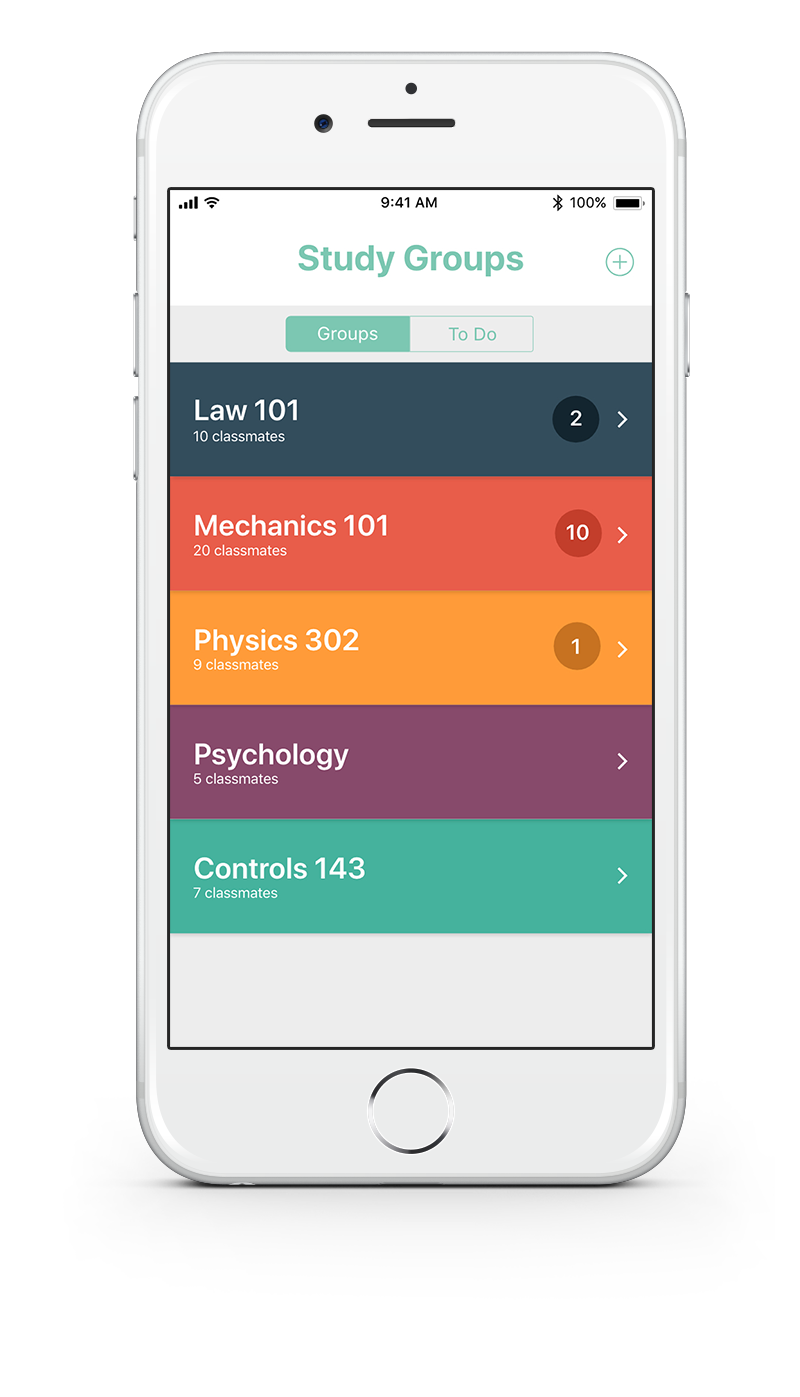 9:41 AM 100%
Study Groups
Groups To Do
Law 101
10 classmates
2
Mechanics 101
20 classmates
10
Physics 302
9 classmates
1
Psychology
5 classmates
Controls 143
7 classmates